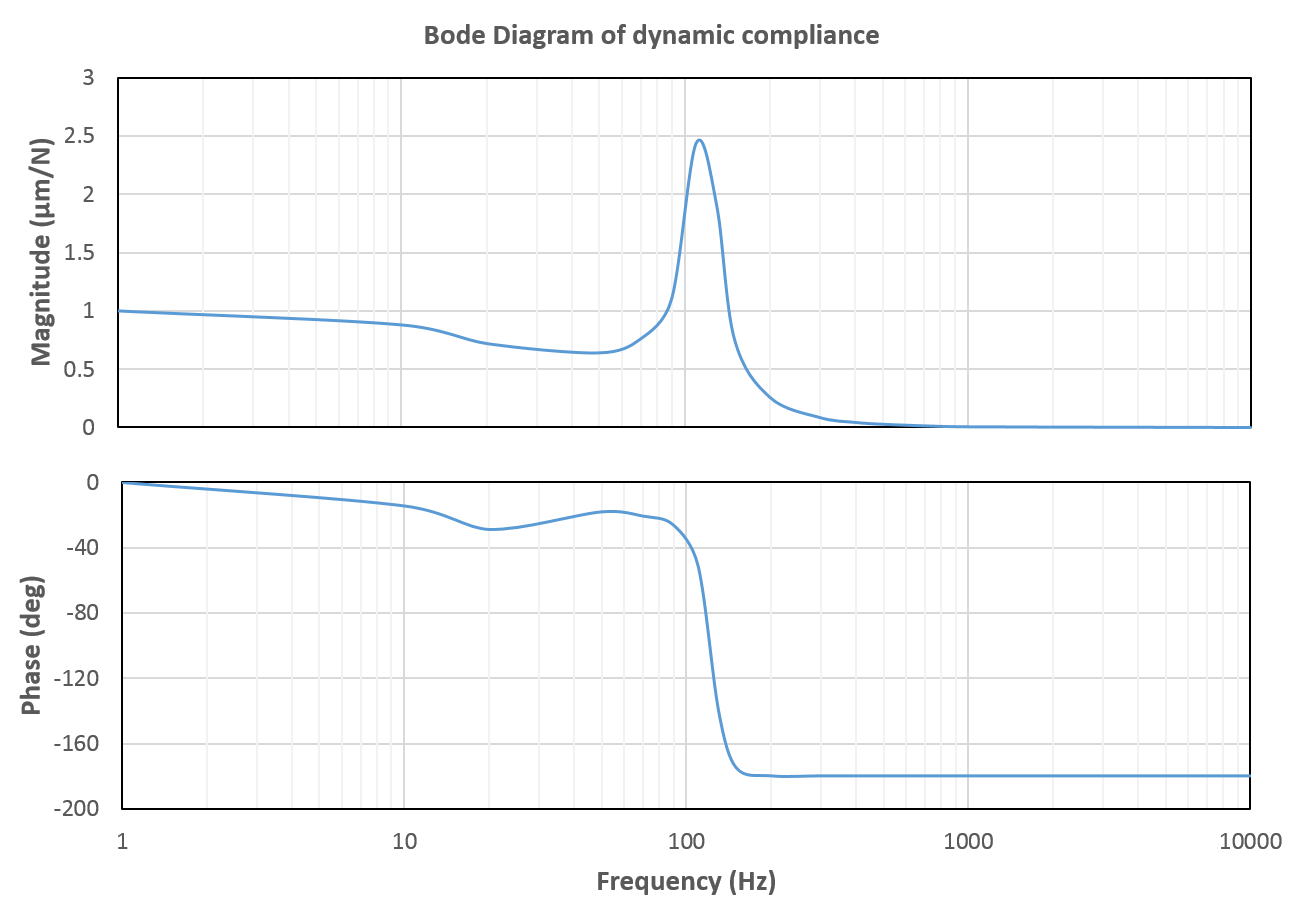 Bode Diagram of dynamic compliance
Magnitude (µm/N)
3
2.5
2
1.5
1
0.5
0
Phase (deg)
0
-40
-80
-120
-160
-200
1 10 100 1000 10000
Frequency (Hz)